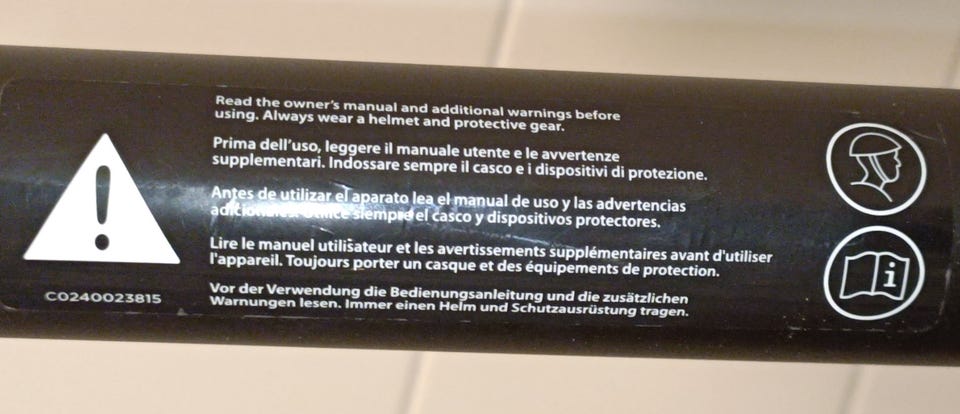 Read the owner's manual and additional warnings before
using. Always wear a helmet and protective gear.
Prima dell'uso, leggere il manuale utente e le avvertenze
supplementari. Indossare sempre il casco e i dispositivi di protezione.
Antes de utilizar el aparato lea el manual de uso y las advertencias
adicionales. Utilice siempre el casco y dispositivos protectores.
Lire le manuel utilisateur et les avertissements supplémentaires avant d'utiliser
l'appareil. Toujours porter un casque et des équipements de protection.
Vor der Verwendung die Bedienungsanleitung und die zusätzlichen
Warnungen lesen. Immer einen Helm und Schutzausrüstung tragen.
C0240023815